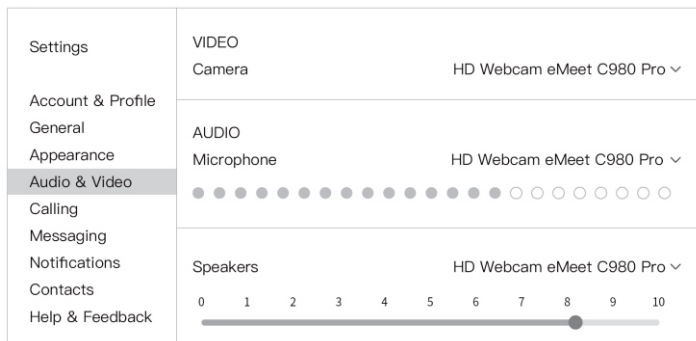 Settings
Account & Profile
General
Appearance
Audio & Video
Calling
Messaging
Notifications
Contacts
Help & Feedback
VIDEO
Camera HD Webcam eMeet C980 Pro
AUDIO
Microphone HD Webcam eMeet C980 Pro
Speakers HD Webcam eMeet C980 Pro
0 1 2 3 4 5 6 7 8 9 10